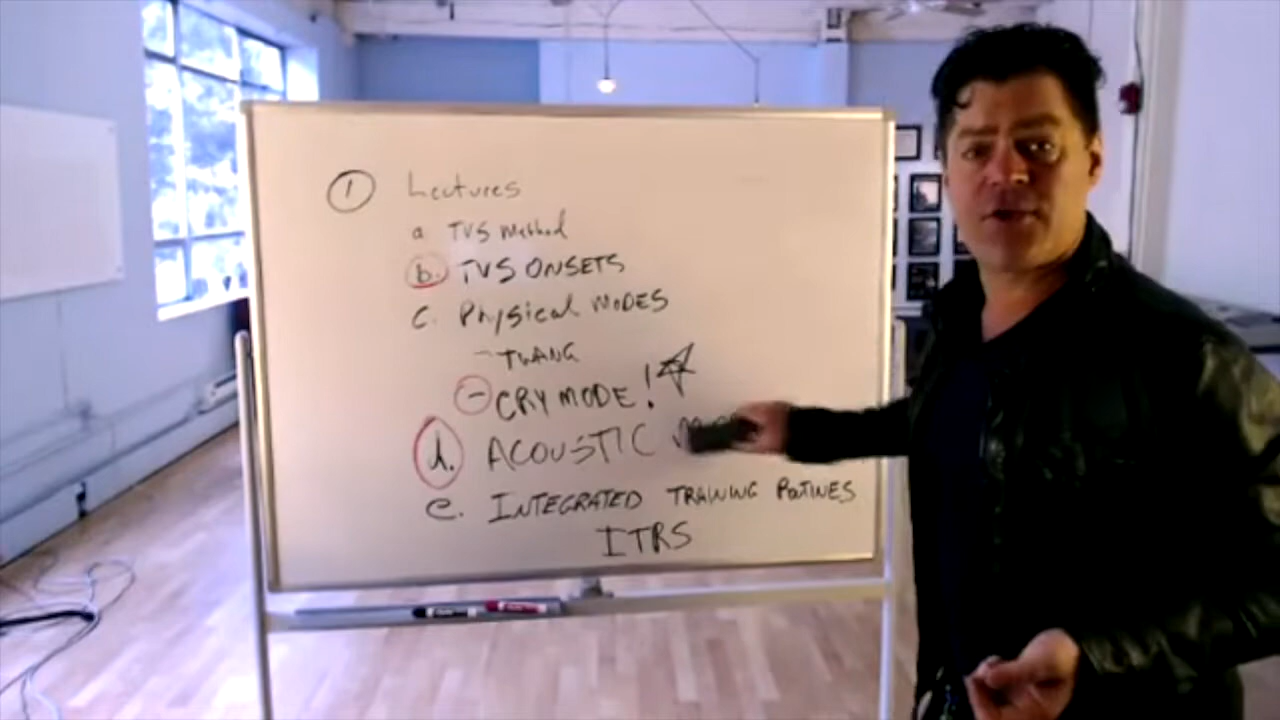 ① Lectures
a TVS Method
b. TVS ONSETS
C. Physical MODES
- TWANG
- CRY MODE! ☆
d. ACOUSTIC
e. INTEGRATED TRAINING ROUTINES
ITRS